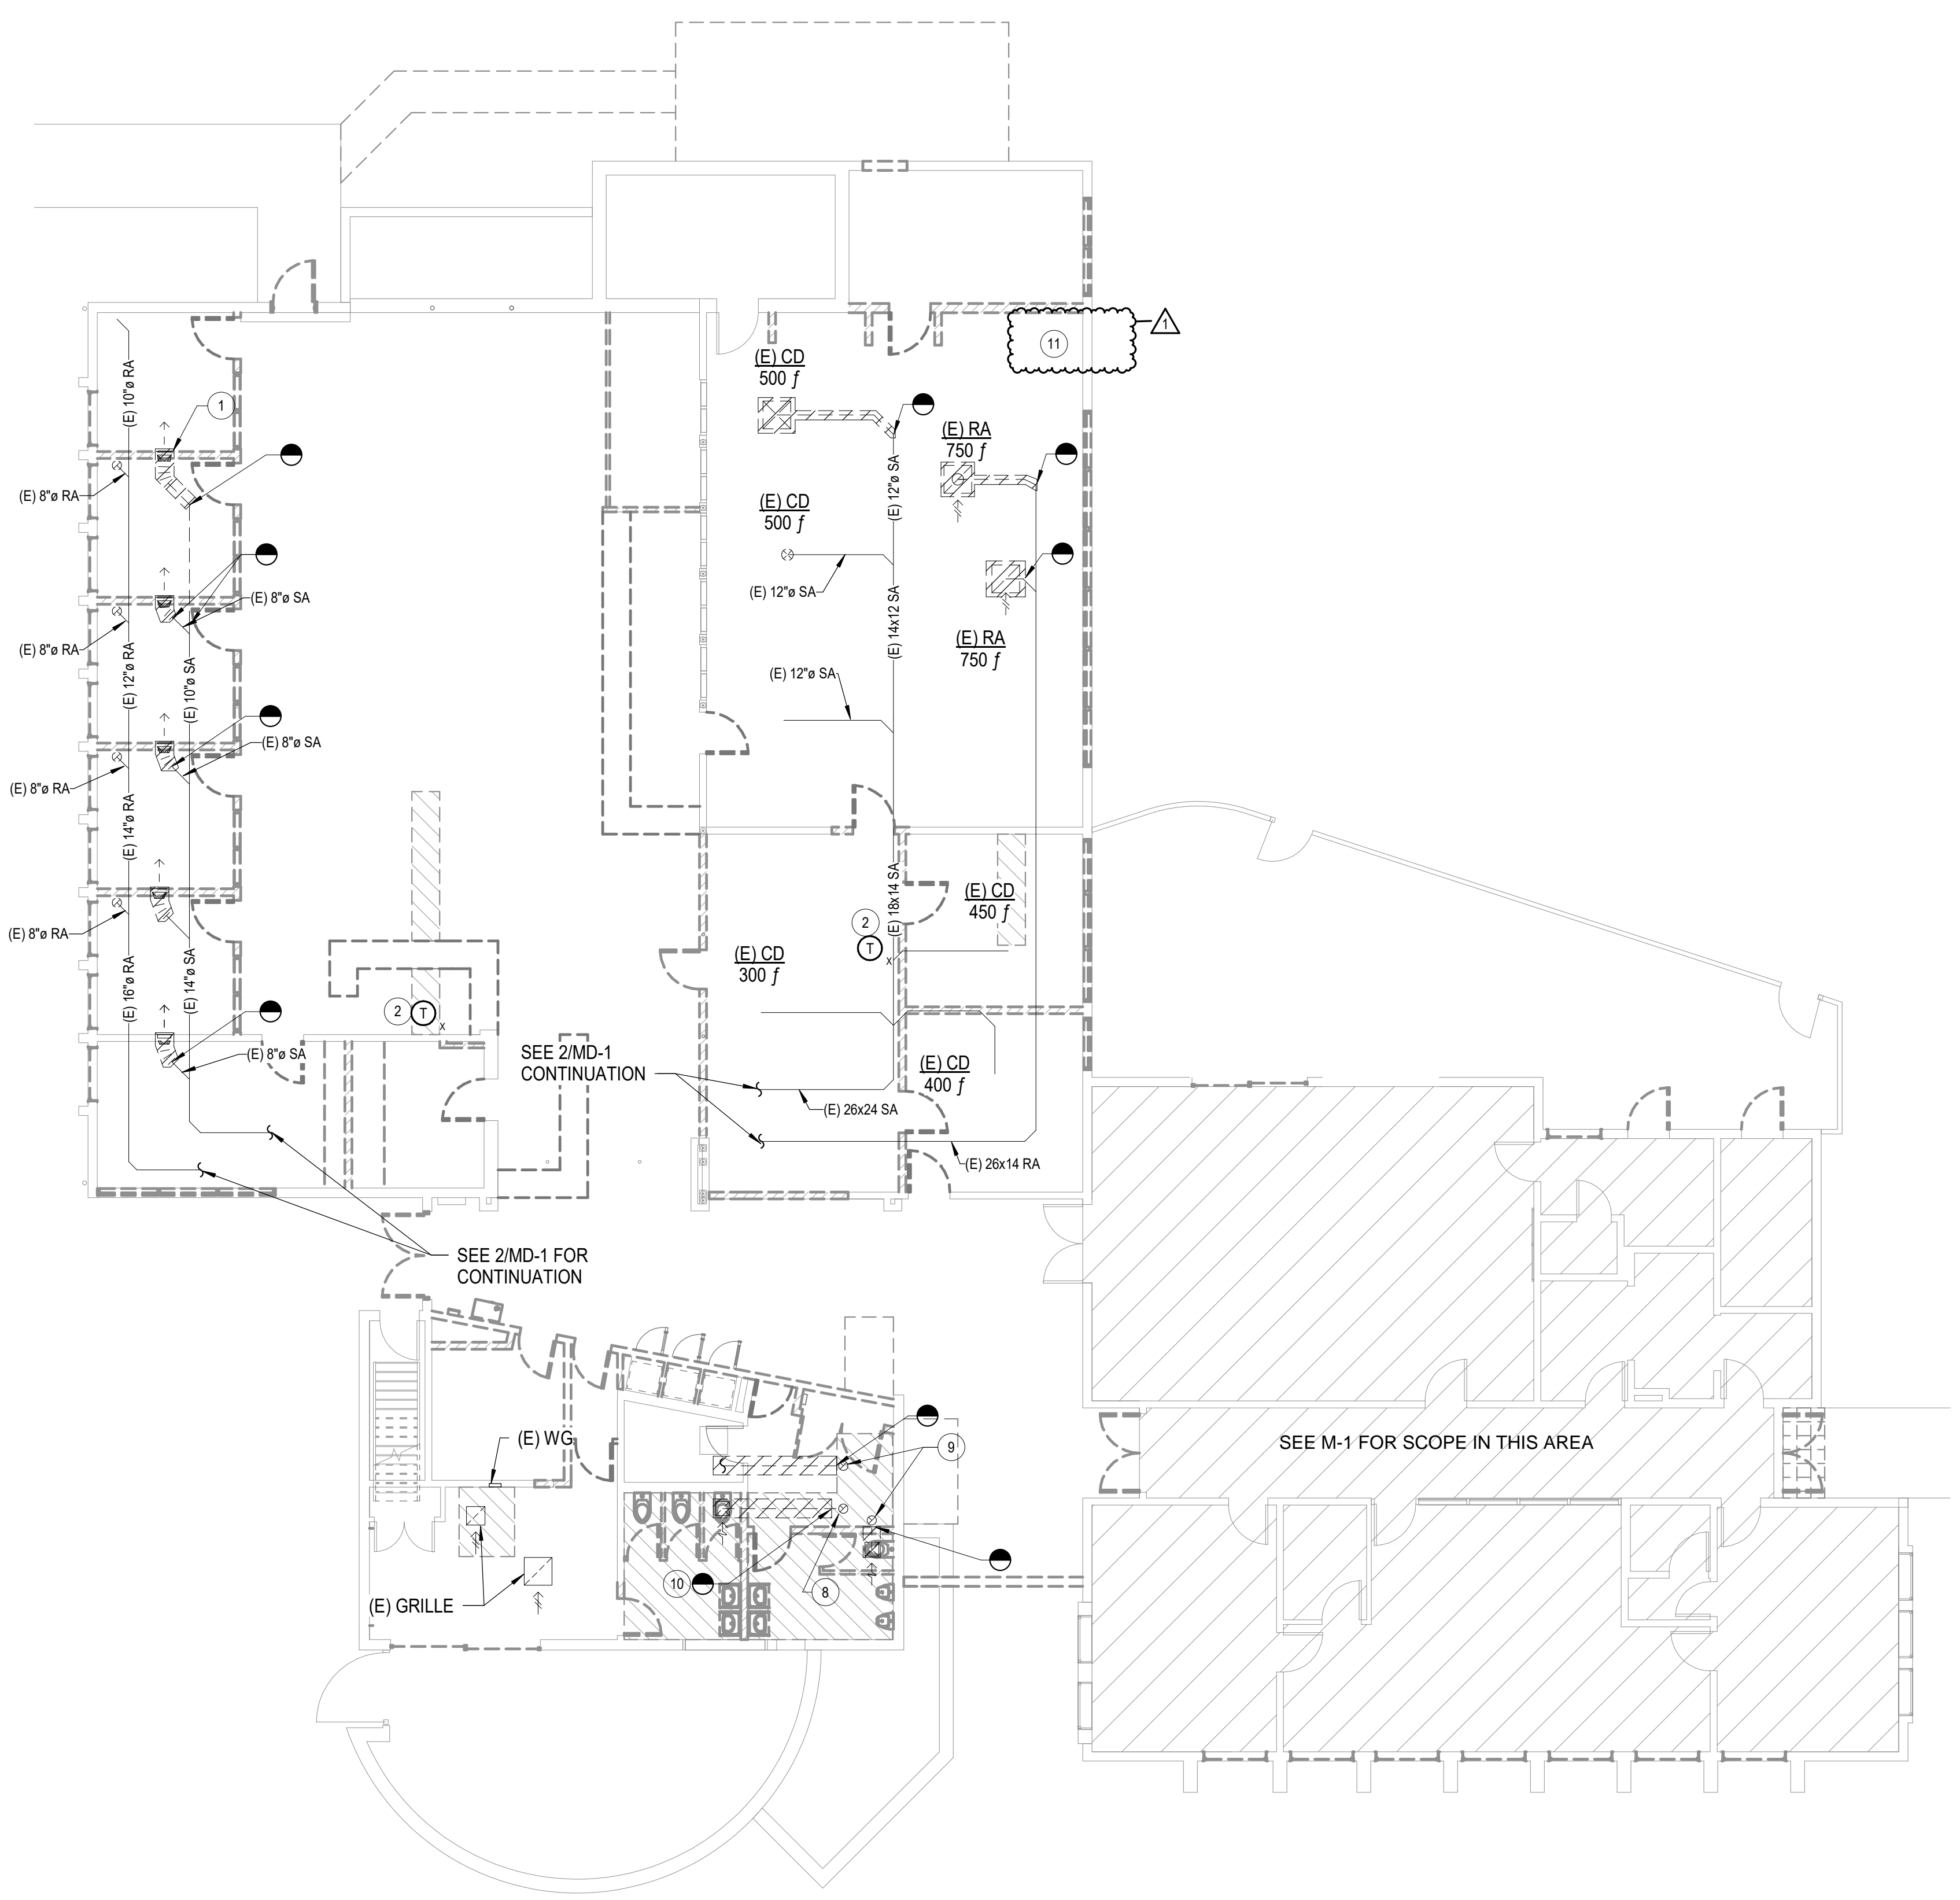 1
11
(E) CD
500 ƒ
(E) 10"ø RA
1
(E) RA
750 ƒ
(E) 12"ø SA
(E) 8"ø RA
(E) CD
500 ƒ
(E) 12"ø SA
(E) 8"ø SA
(E) 14x12 SA
(E) 8"ø RA
(E) RA
750 ƒ
(E) 12"ø RA
(E) 10"ø SA
(E) 12"ø SA
(E) 8"ø SA
(E) 8"ø RA
(E) 14"ø RA
(E) 18x14 SA
(E) CD
450 ƒ
2
T
X
(E) 8"ø RA
(E) CD
300 ƒ
(E) 16"ø RA
(E) 14"ø SA
2
T
X
(E) 8"ø SA
SEE 2/MD-1
CONTINUATION
(E) CD
400 ƒ
(E) 26x24 SA
(E) 26x14 RA
SEE 2/MD-1 FOR
CONTINUATION
(E) WG
9
SEE M-1 FOR SCOPE IN THIS AREA
10
8
(E) GRILLE